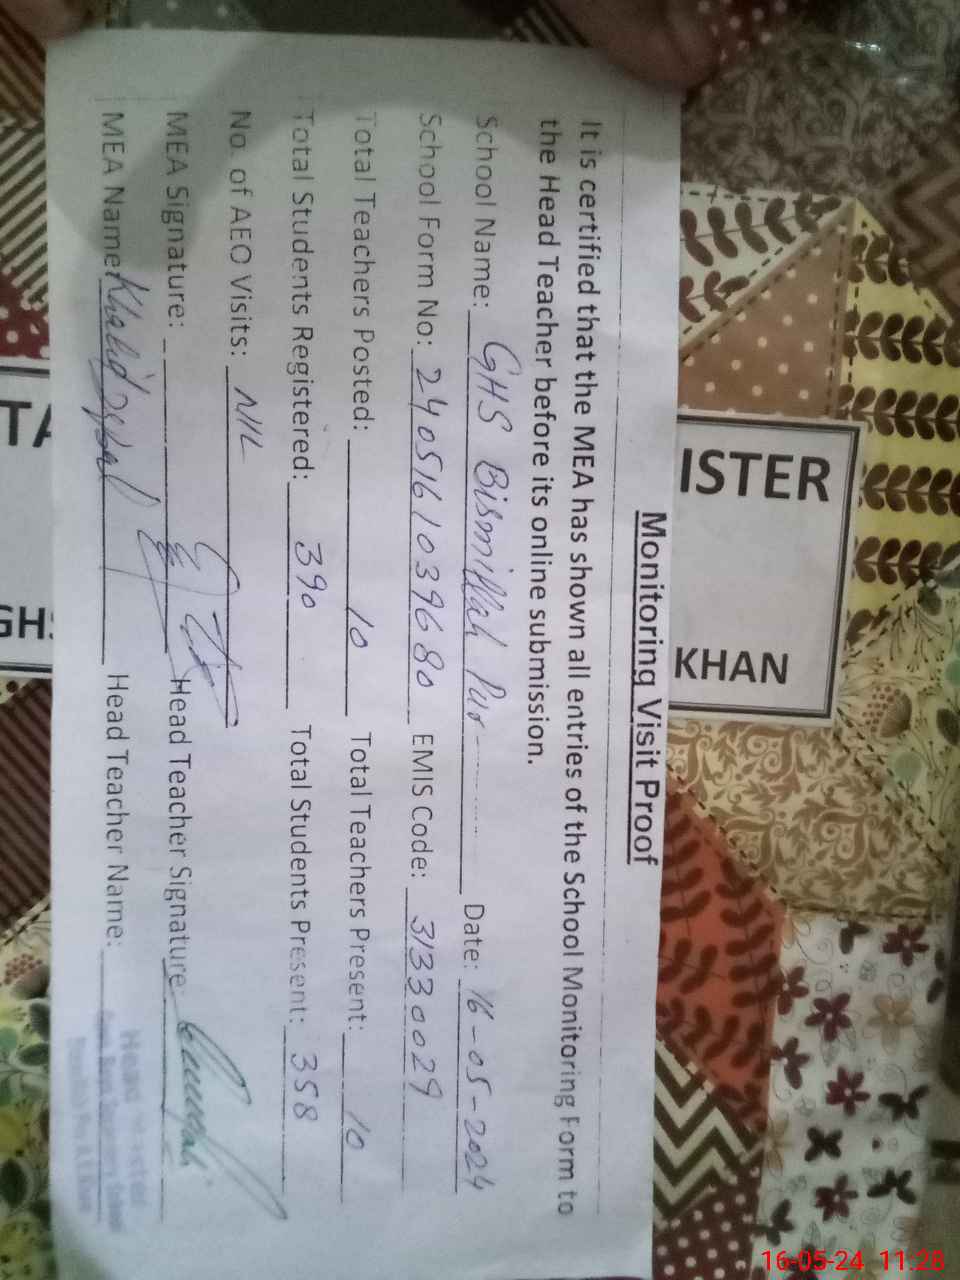 Monitoring Visit Proof
It is certified that the MEA has shown all entries of the School Monitoring Form to
the Head Teacher before its online submission.
School Name: GHS Bismillah Pur Date: 16-05-2024
School Form No: 240516103968​0 EMIS Code: 31330029
Total Teachers Posted: 10 Total Teachers Present: 10
Total Students Registered: 390 Total Students Present: 358
No. of AEO Visits: NIL
MEA Signature: Head Teacher Signature:
MEA Name: Khalid Iqbal Head Teacher Name:
ISTER
KHAN
TA
GHS
16-05-24 11:28